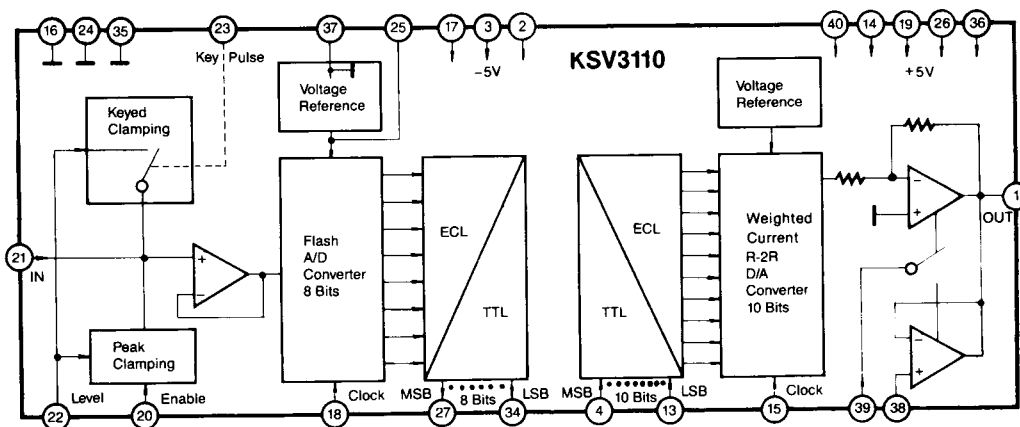 16 24 35 23 37 25 17 3 2 40 14 19 26 36
Key Pulse
-5V
KSV3110
+5V
Keyed
Clamping
Voltage
Reference
Voltage
Reference
21
IN
Flash
A/D
Converter
8 Bits
ECL
TTL
ECL
TTL
Weighted
Current
R-2R
D/A
Converter
10 Bits
+
−
−
+
1
OUT
−
+
Peak
Clamping
Level
Enable
Clock
MSB
8 Bits
LSB
MSB
10 Bits
LSB
Clock
22 20 18 27 34 4 13 15 39 38